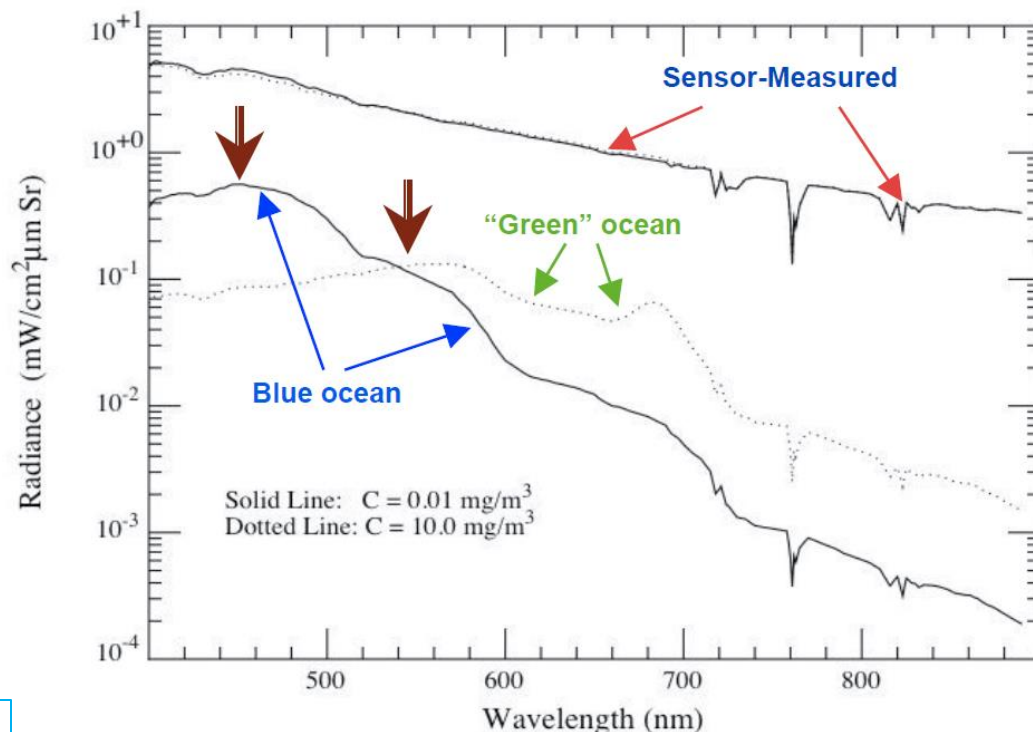 10+1
10+0
10-1
10-2
10-3
10-4
Radiance (mW/cm2μm Sr)
Sensor-Measured
“Green” ocean
Blue ocean
Solid Line: C = 0.01 mg/m3
Dotted Line: C = 10.0 mg/m3
500 600 700 800
Wavelength (nm)